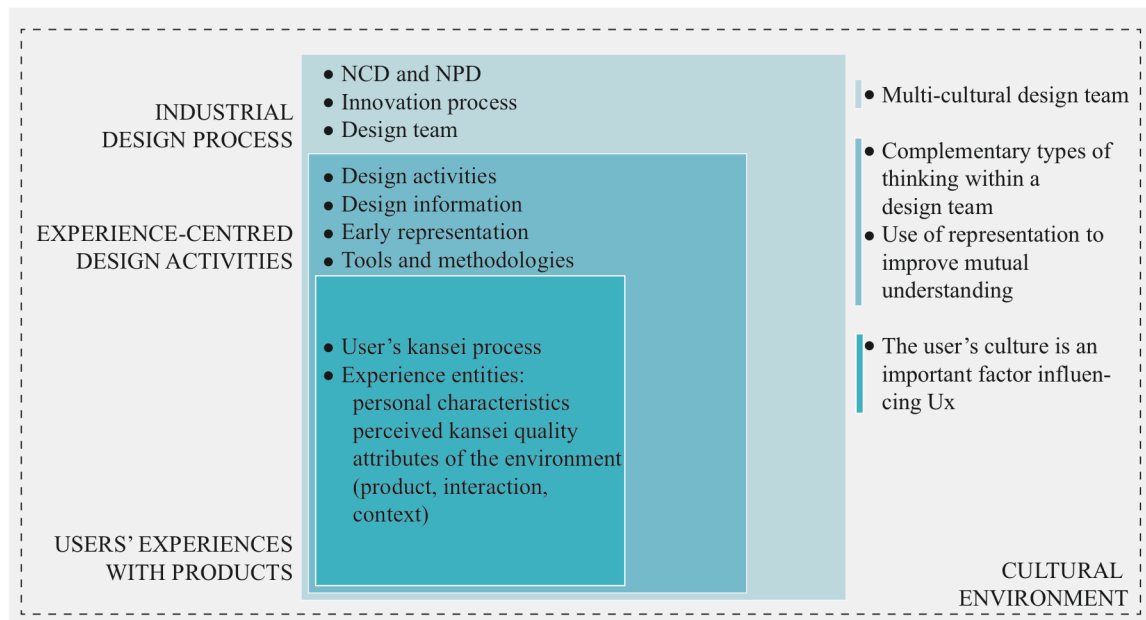 INDUSTRIAL
DESIGN PROCESS
● NCD and NPD
● Innovation process
● Design team
EXPERIENCE-CENTRED
DESIGN ACTIVITIES
● Design activities
● Design information
● Early representation
● Tools and methodologies
USERS’ EXPERIENCES
WITH PRODUCTS
● User’s kansei process
● Experience entities:
personal characteristics
perceived kansei quality
attributes of the environment
(product, interaction,
context)
● Multi-cultural design team
● Complementary types of
thinking within a
design team
● Use of representation to
improve mutual
understanding
● The user’s culture is an
important factor influen-
cing Ux
CULTURAL
ENVIRONMENT